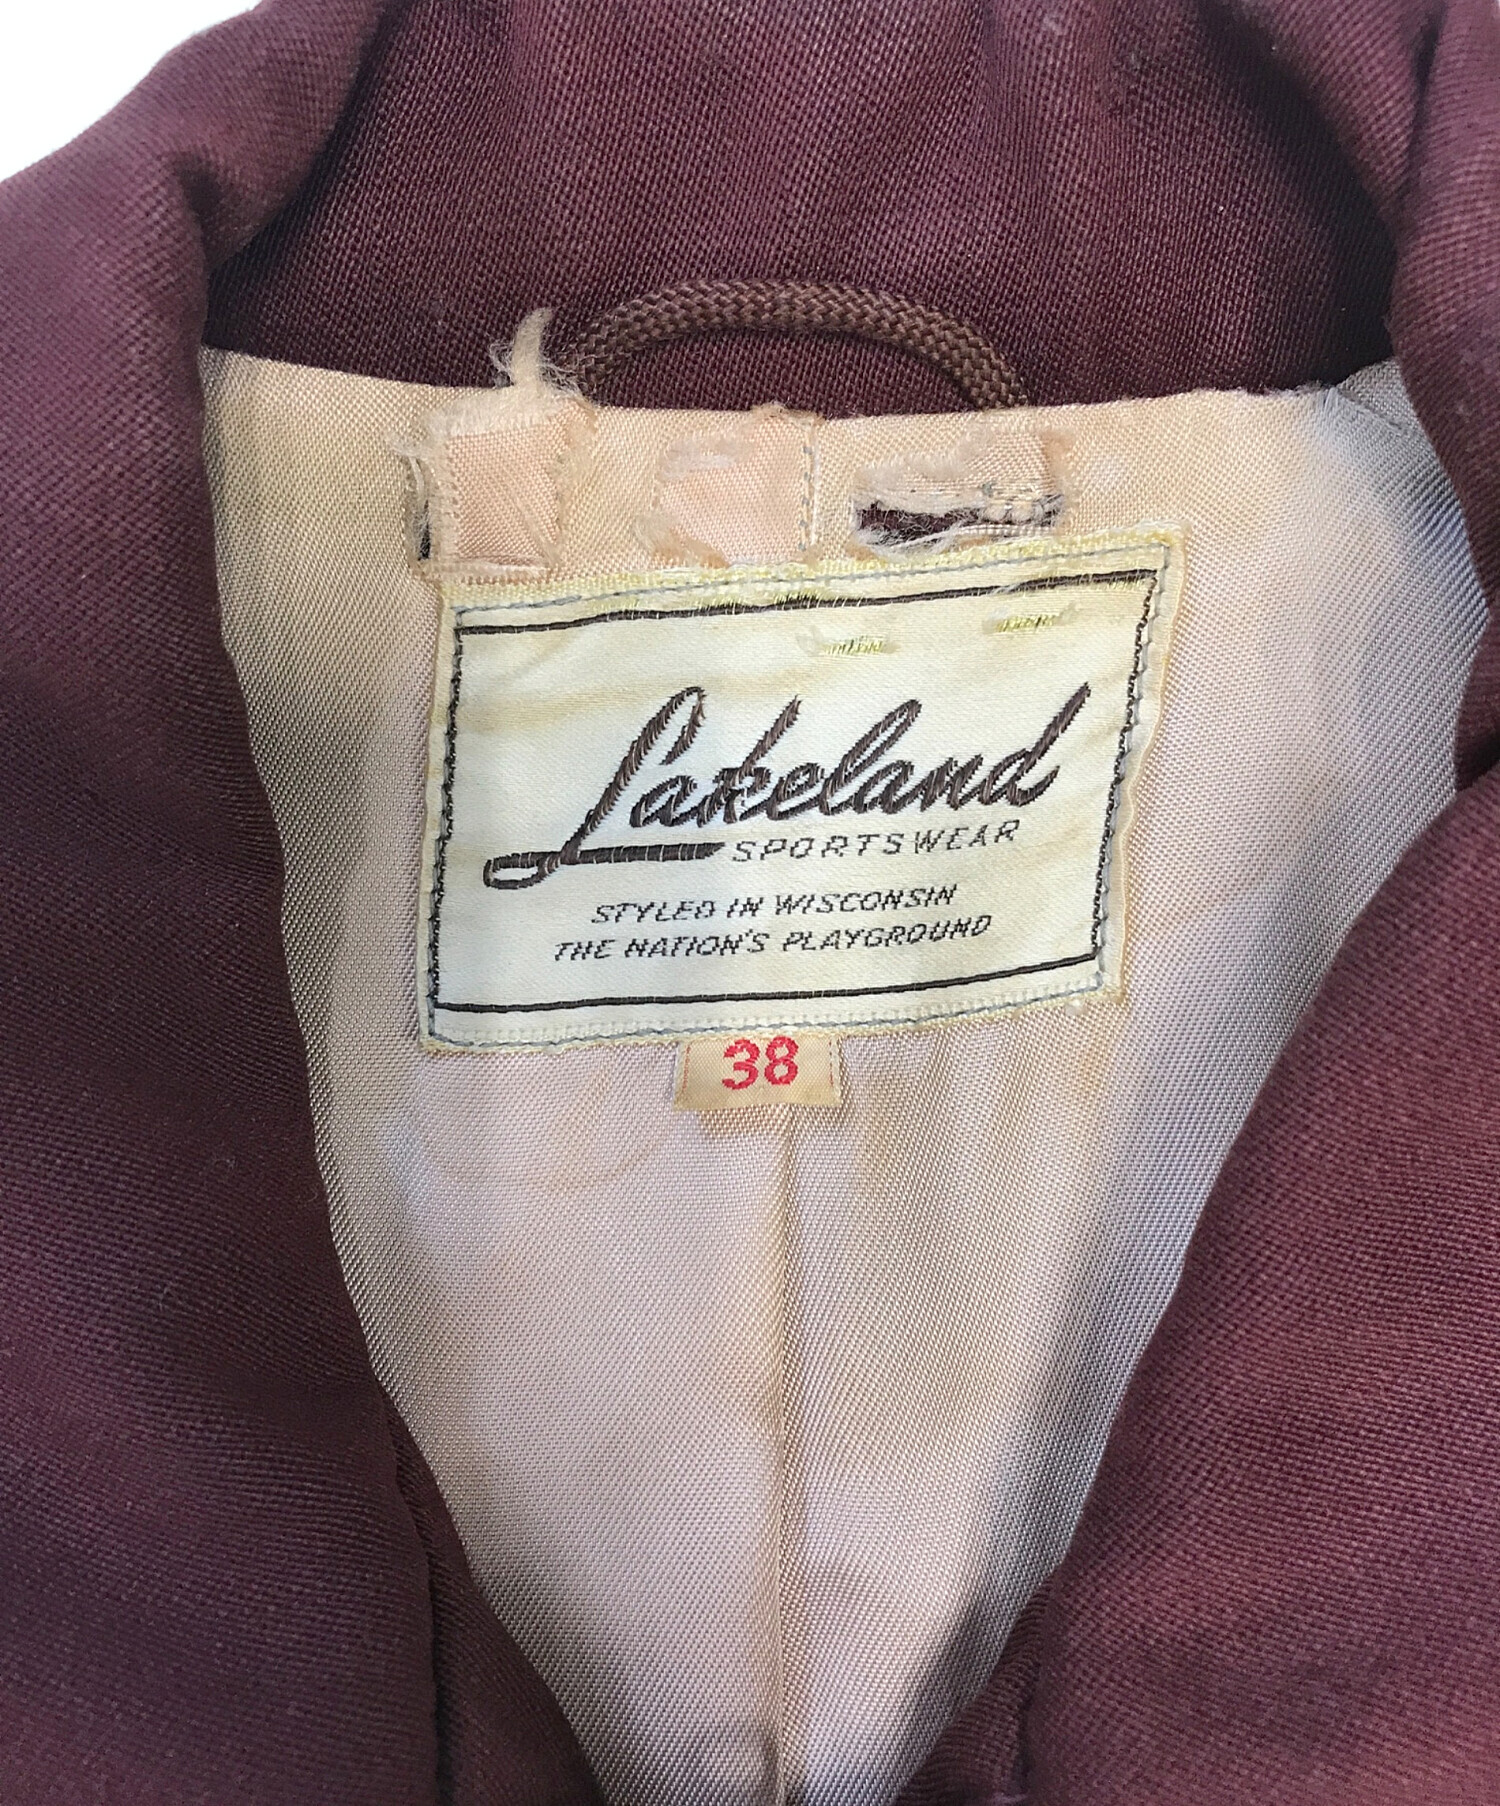 Lakeland
SPORTSWEAR
STYLED IN WISCONSIN
THE NATION'S PLAYGROUND
38